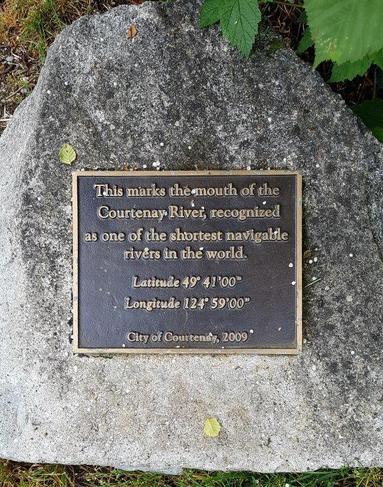 This marks the mouth of the
Courtenay River, recognized
as one of the shortest navigable
rivers in the world.
Latitude 49° 41'00"
Longitude 124° 59'00"
City of Courtenay, 2009